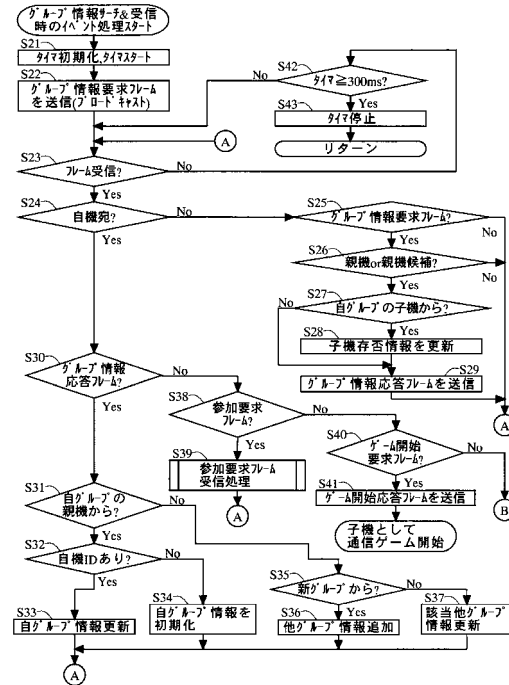 グループ情報サーチ&受信
時のイベント処理スタート
S21
タイマ初期化,タイマスタート
S22
グループ情報要求フレーム
を送信(ブロードキャスト)
S42
タイマ≧300ms?
No
Yes
S43
タイマ停止
リターン
A
S23
フレーム受信?
No
Yes
S24
自機宛?
No
Yes
S25
グループ情報要求フレーム?
Yes
No
S26
親機or親機候補?
Yes
No
S27
自グループの子機から?
No
Yes
S28
子機存否情報を更新
S29
グループ情報応答フレームを送信
A
S30
グループ情報
応答フレーム?
No
Yes
S38
参加要求
フレーム?
No
Yes
S39
参加要求フレーム
受信処理
A
S40
ゲーム開始
要求フレーム?
No
Yes
S41
ゲーム開始応答フレームを送信
B
子機として
通信ゲーム開始
S31
自グループの
親機から?
No
Yes
S32
自機IDあり?
No
Yes
S33
自グループ情報更新
S34
自グループ情報を
初期化
S35
新グループから?
No
Yes
S36
他グループ情報追加
S37
該当他グループ
情報更新
A